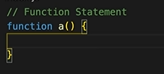 // Function Statement
function a() {
}